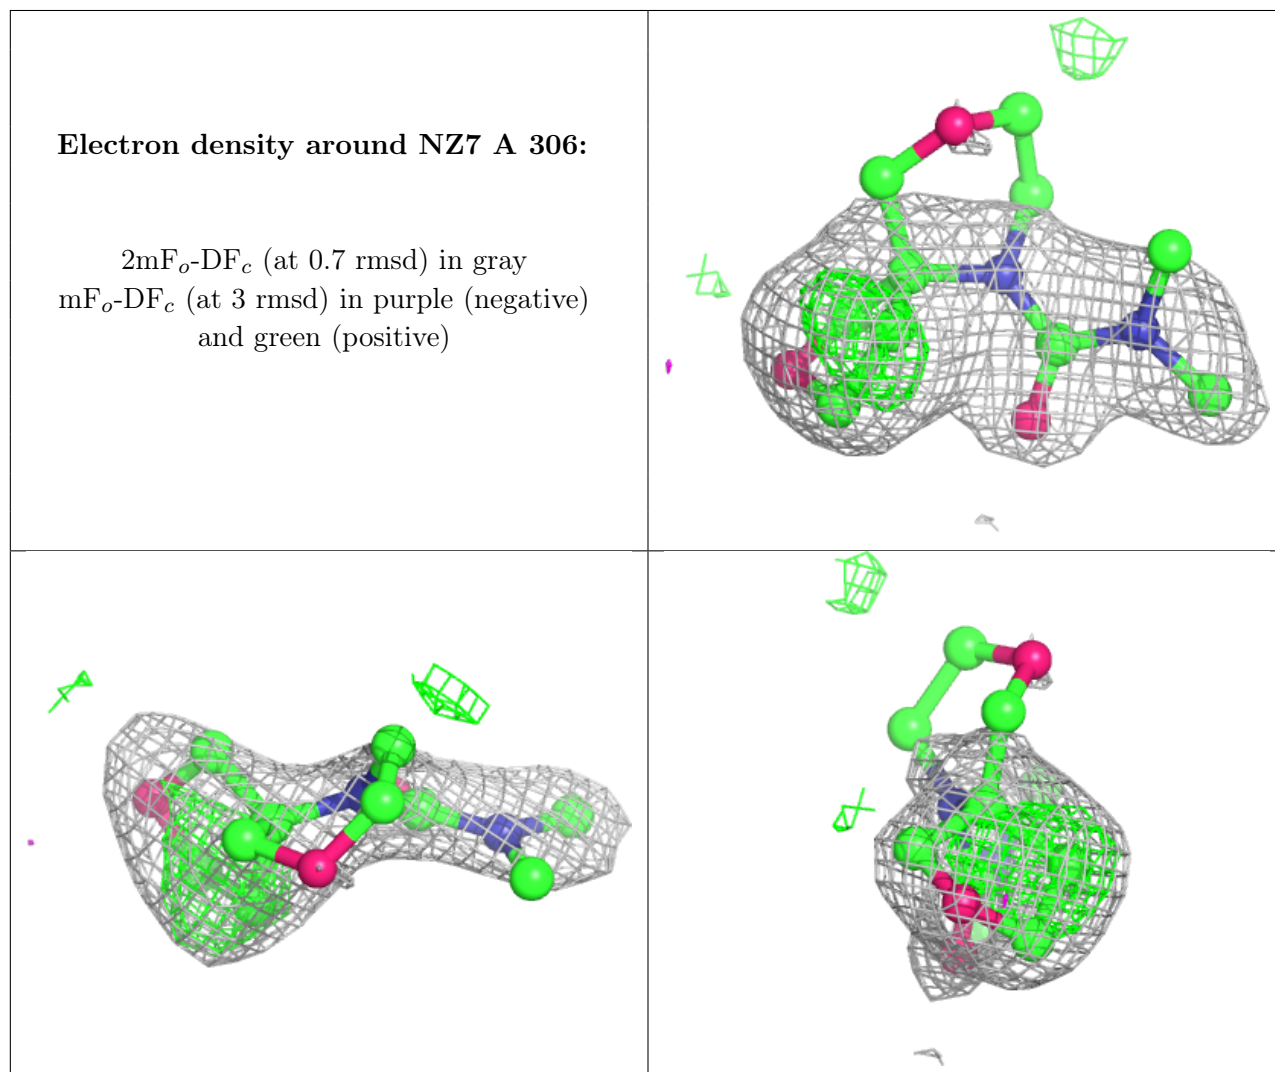 Electron density around NZ7 A 306:
2mFo-DFc (at 0.7 rmsd) in gray
mFo-DFc (at 3 rmsd) in purple (negative)
and green (positive)